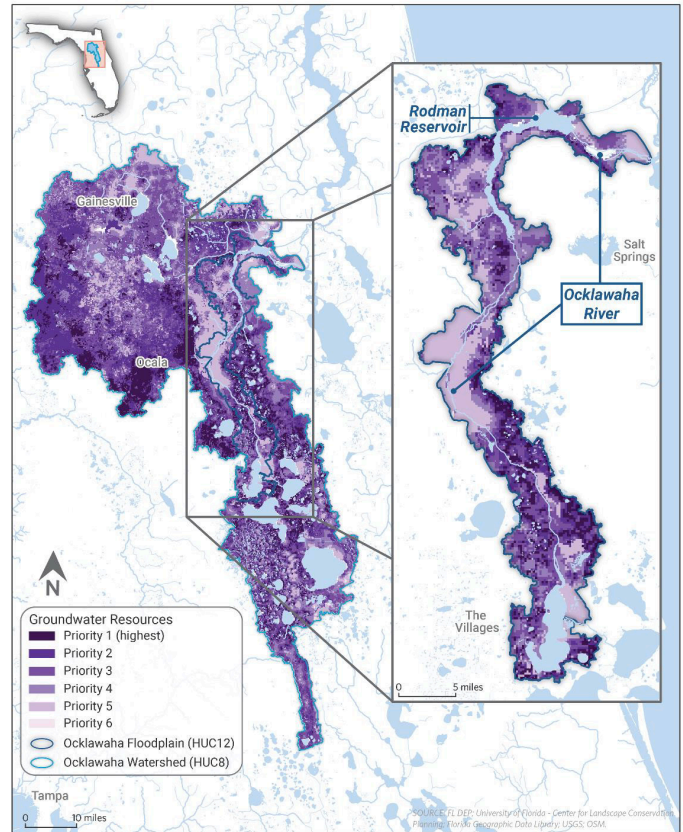 Rodman
Reservoir
Gainesville
Salt
Springs
Ocklawaha
River
Ocala
N
Groundwater Resources
Priority 1 (highest)
Priority 2
Priority 3
Priority 4
Priority 5
Priority 6
Ocklawaha Floodplain (HUC12)
Ocklawaha Watershed (HUC8)
The
Villages
0 5 miles
Tampa
0 10 miles
SOURCE: FL DEP; University of Florida - Center for Landscape Conservation
Planning; Florida Geographic Data Library; USGS; OSM.